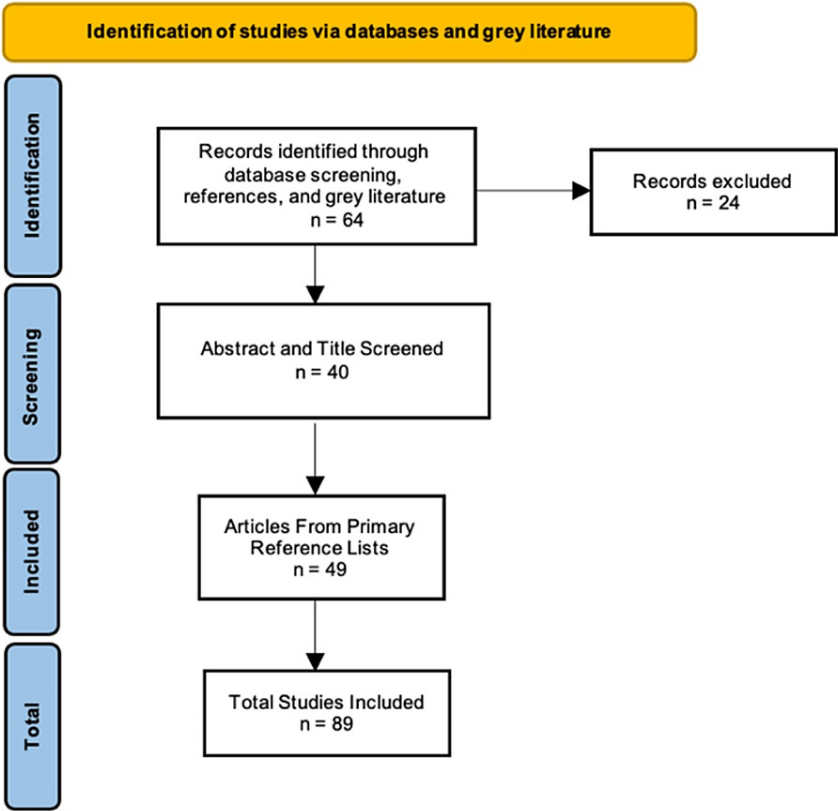 Identification of studies via databases and grey literature
Identification
Records identified through
database screening,
references, and grey literature
n = 64
Records excluded
n = 24
Screening
Abstract and Title Screened
n = 40
Included
Articles From Primary
Reference Lists
n = 49
Total
Total Studies Included
n = 89